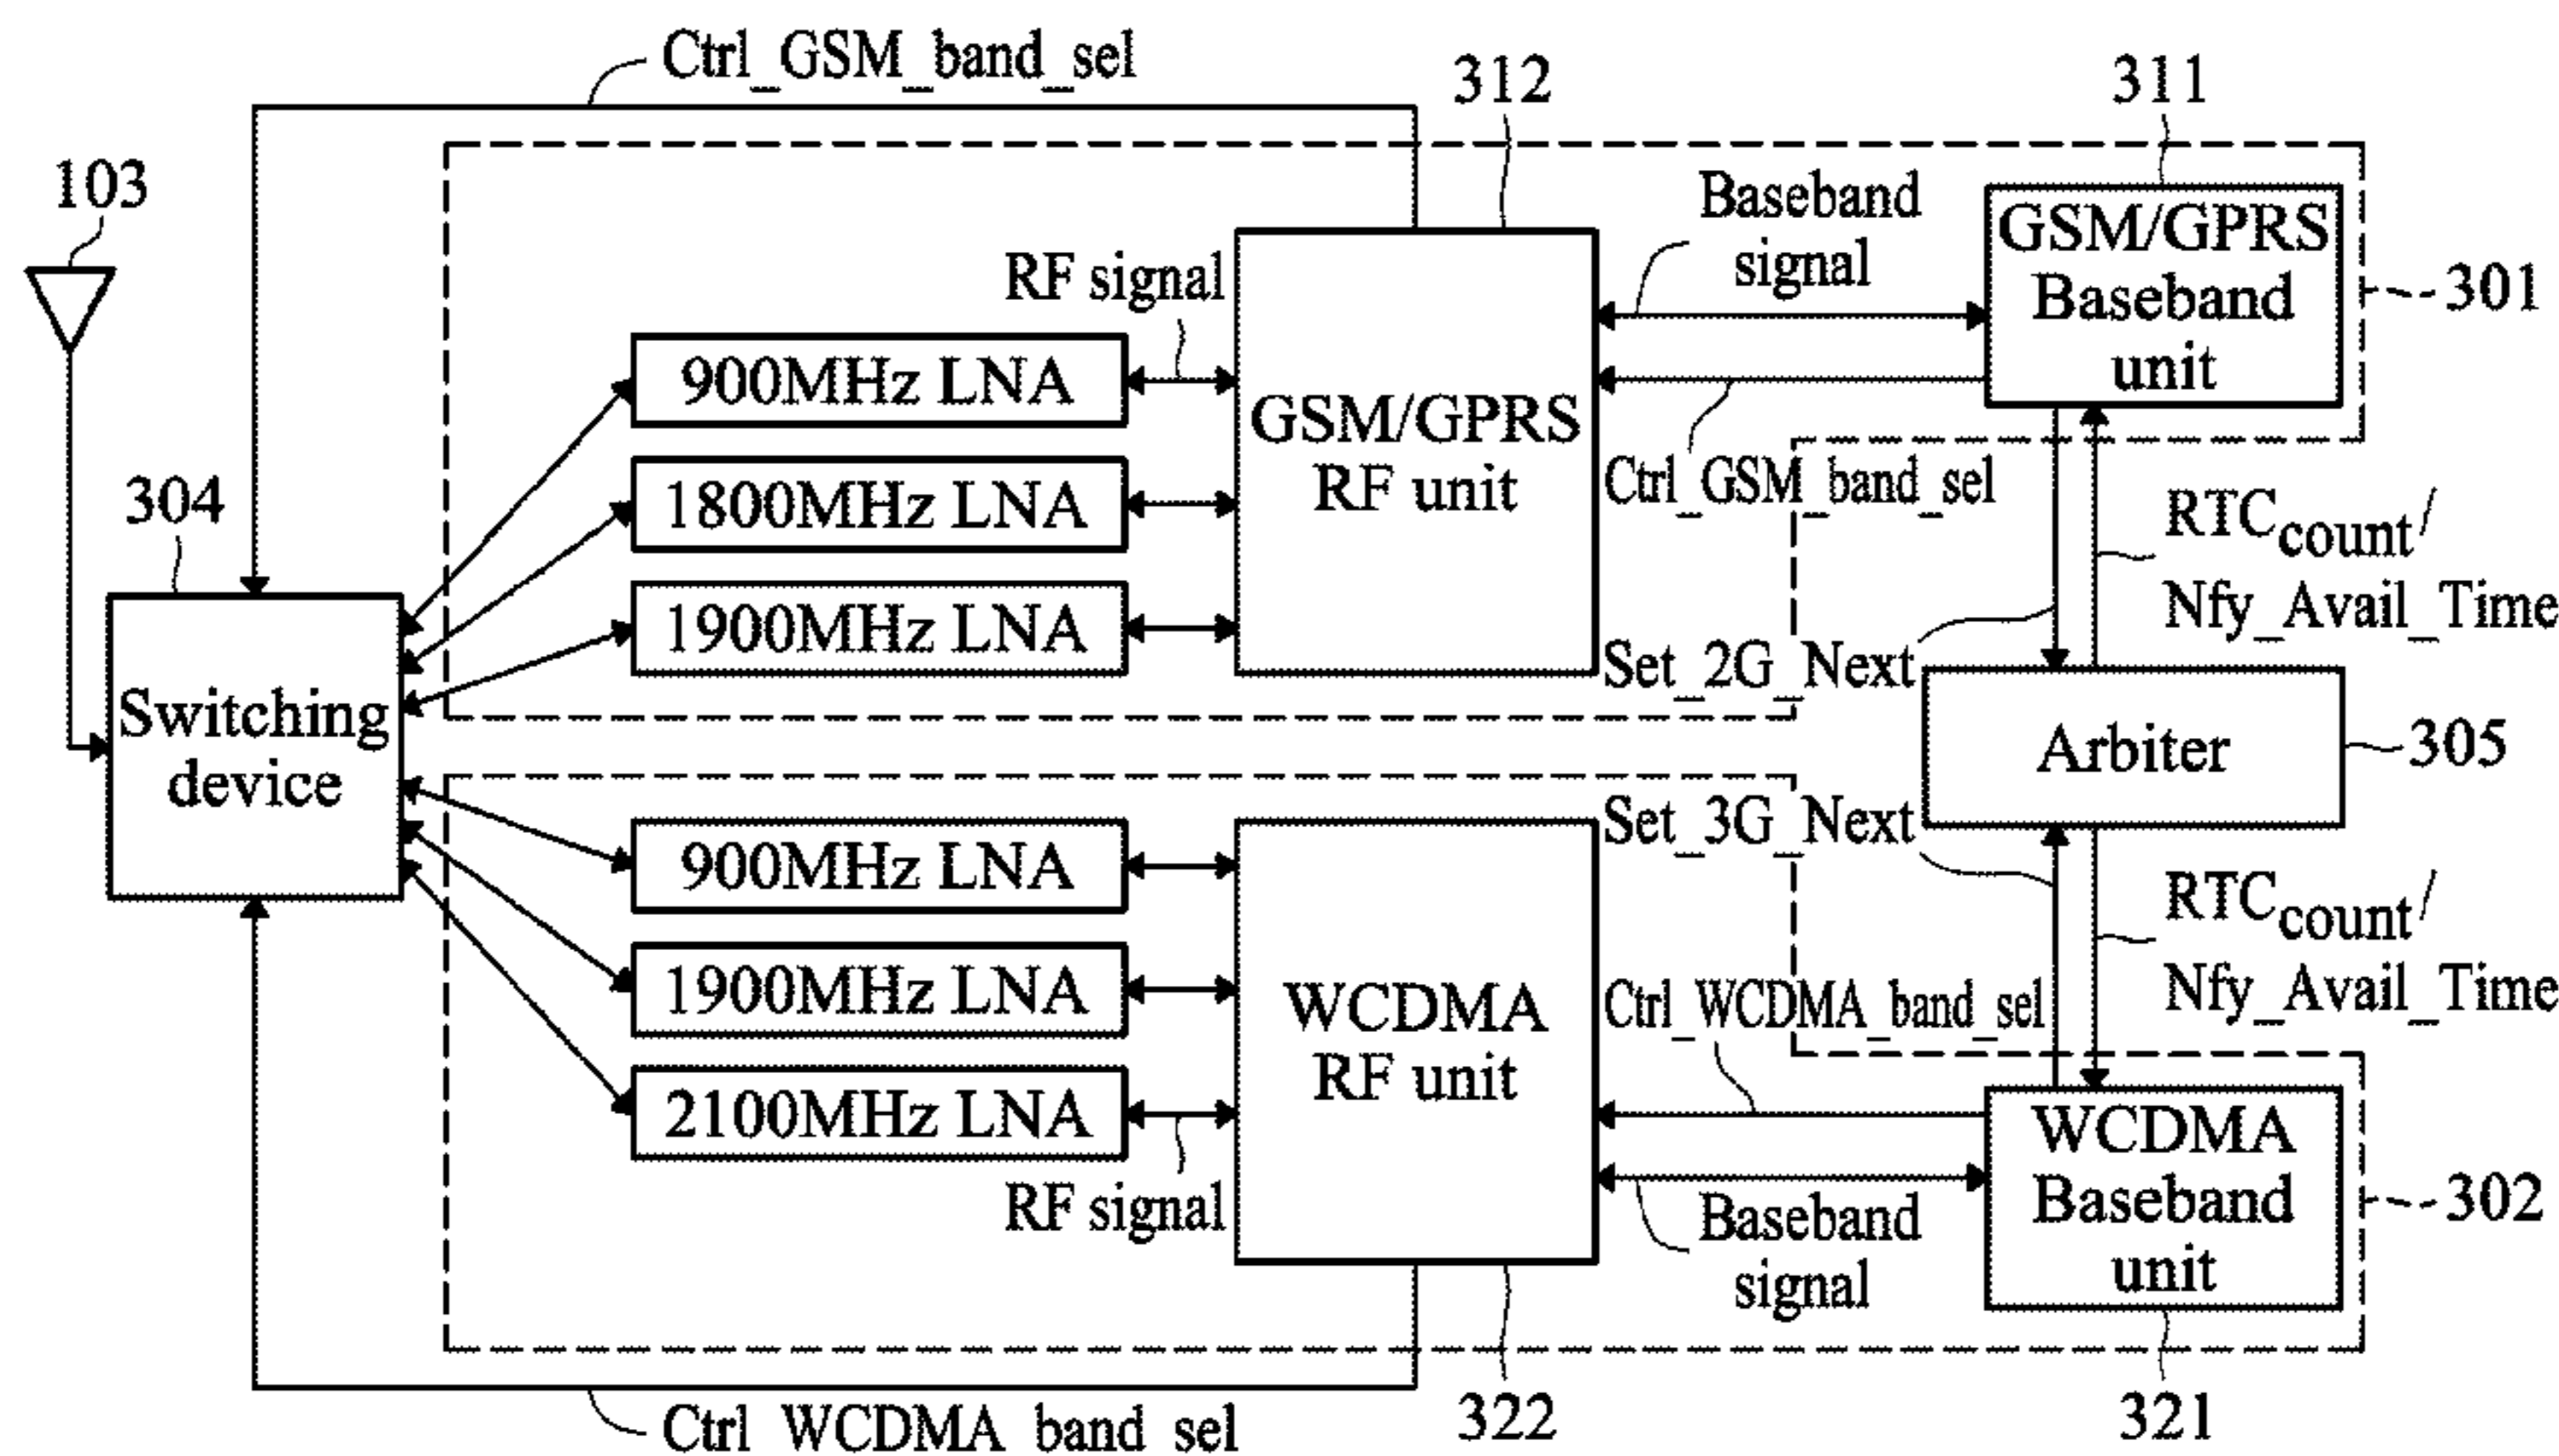 Ctrl_GSM_band_sel
312
311
103
Baseband
signal
GSM/GPRS
Baseband
unit
301
RF signal
900MHz LNA
1800MHz LNA
1900MHz LNA
GSM/GPRS
RF unit
Ctrl_GSM_band_sel
RTCcount/
Nfy_Avail_Time
304
Switching
device
Set_2G_Next
Arbiter
305
Set_3G_Next
900MHz LNA
1900MHz LNA
2100MHz LNA
WCDMA
RF unit
RTCcount/
Nfy_Avail_Time
Ctrl_WCDMA_band_sel
WCDMA
Baseband
unit
302
RF signal
Baseband
signal
322
321
Ctrl_WCDMA_band_sel